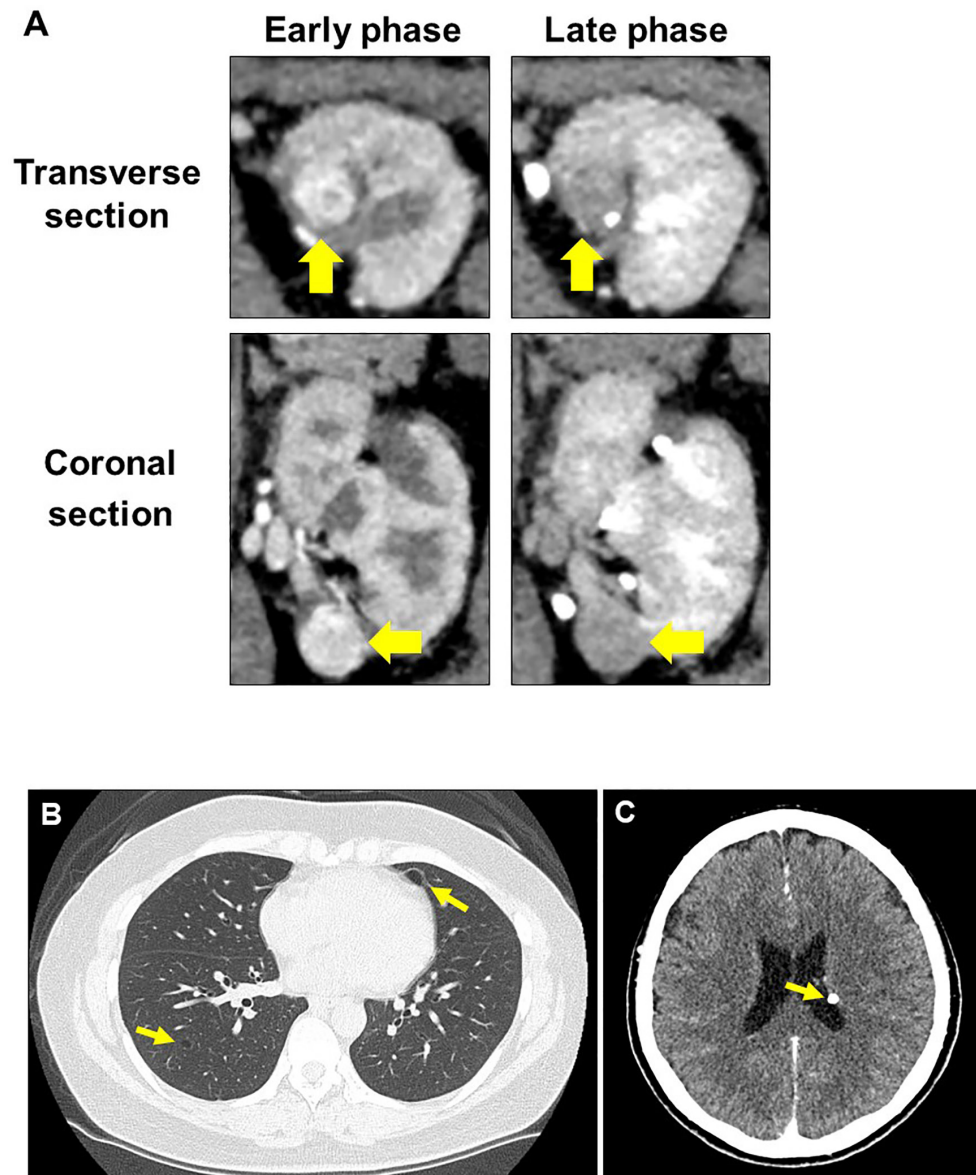 A
Early phase
Late phase
Transverse
section
Coronal
section
B
C